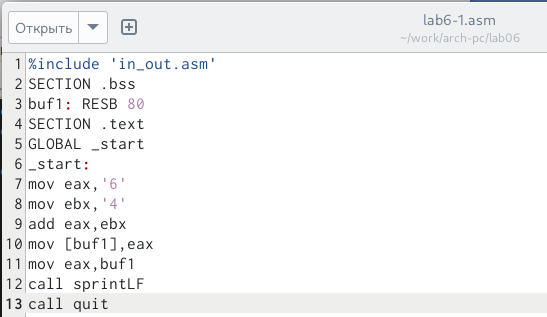 Открыть
lab6-1.asm
~/work/arch-pc/lab06
1 %include 'in_out.asm'
2 SECTION .bss
3 buf1: RESB 80
4 SECTION .text
5 GLOBAL _start
6 _start:
7 mov eax,'6'
8 mov ebx,'4'
9 add eax,ebx
10 mov [buf1],eax
11 mov eax,buf1
12 call sprintLF
13 call quit